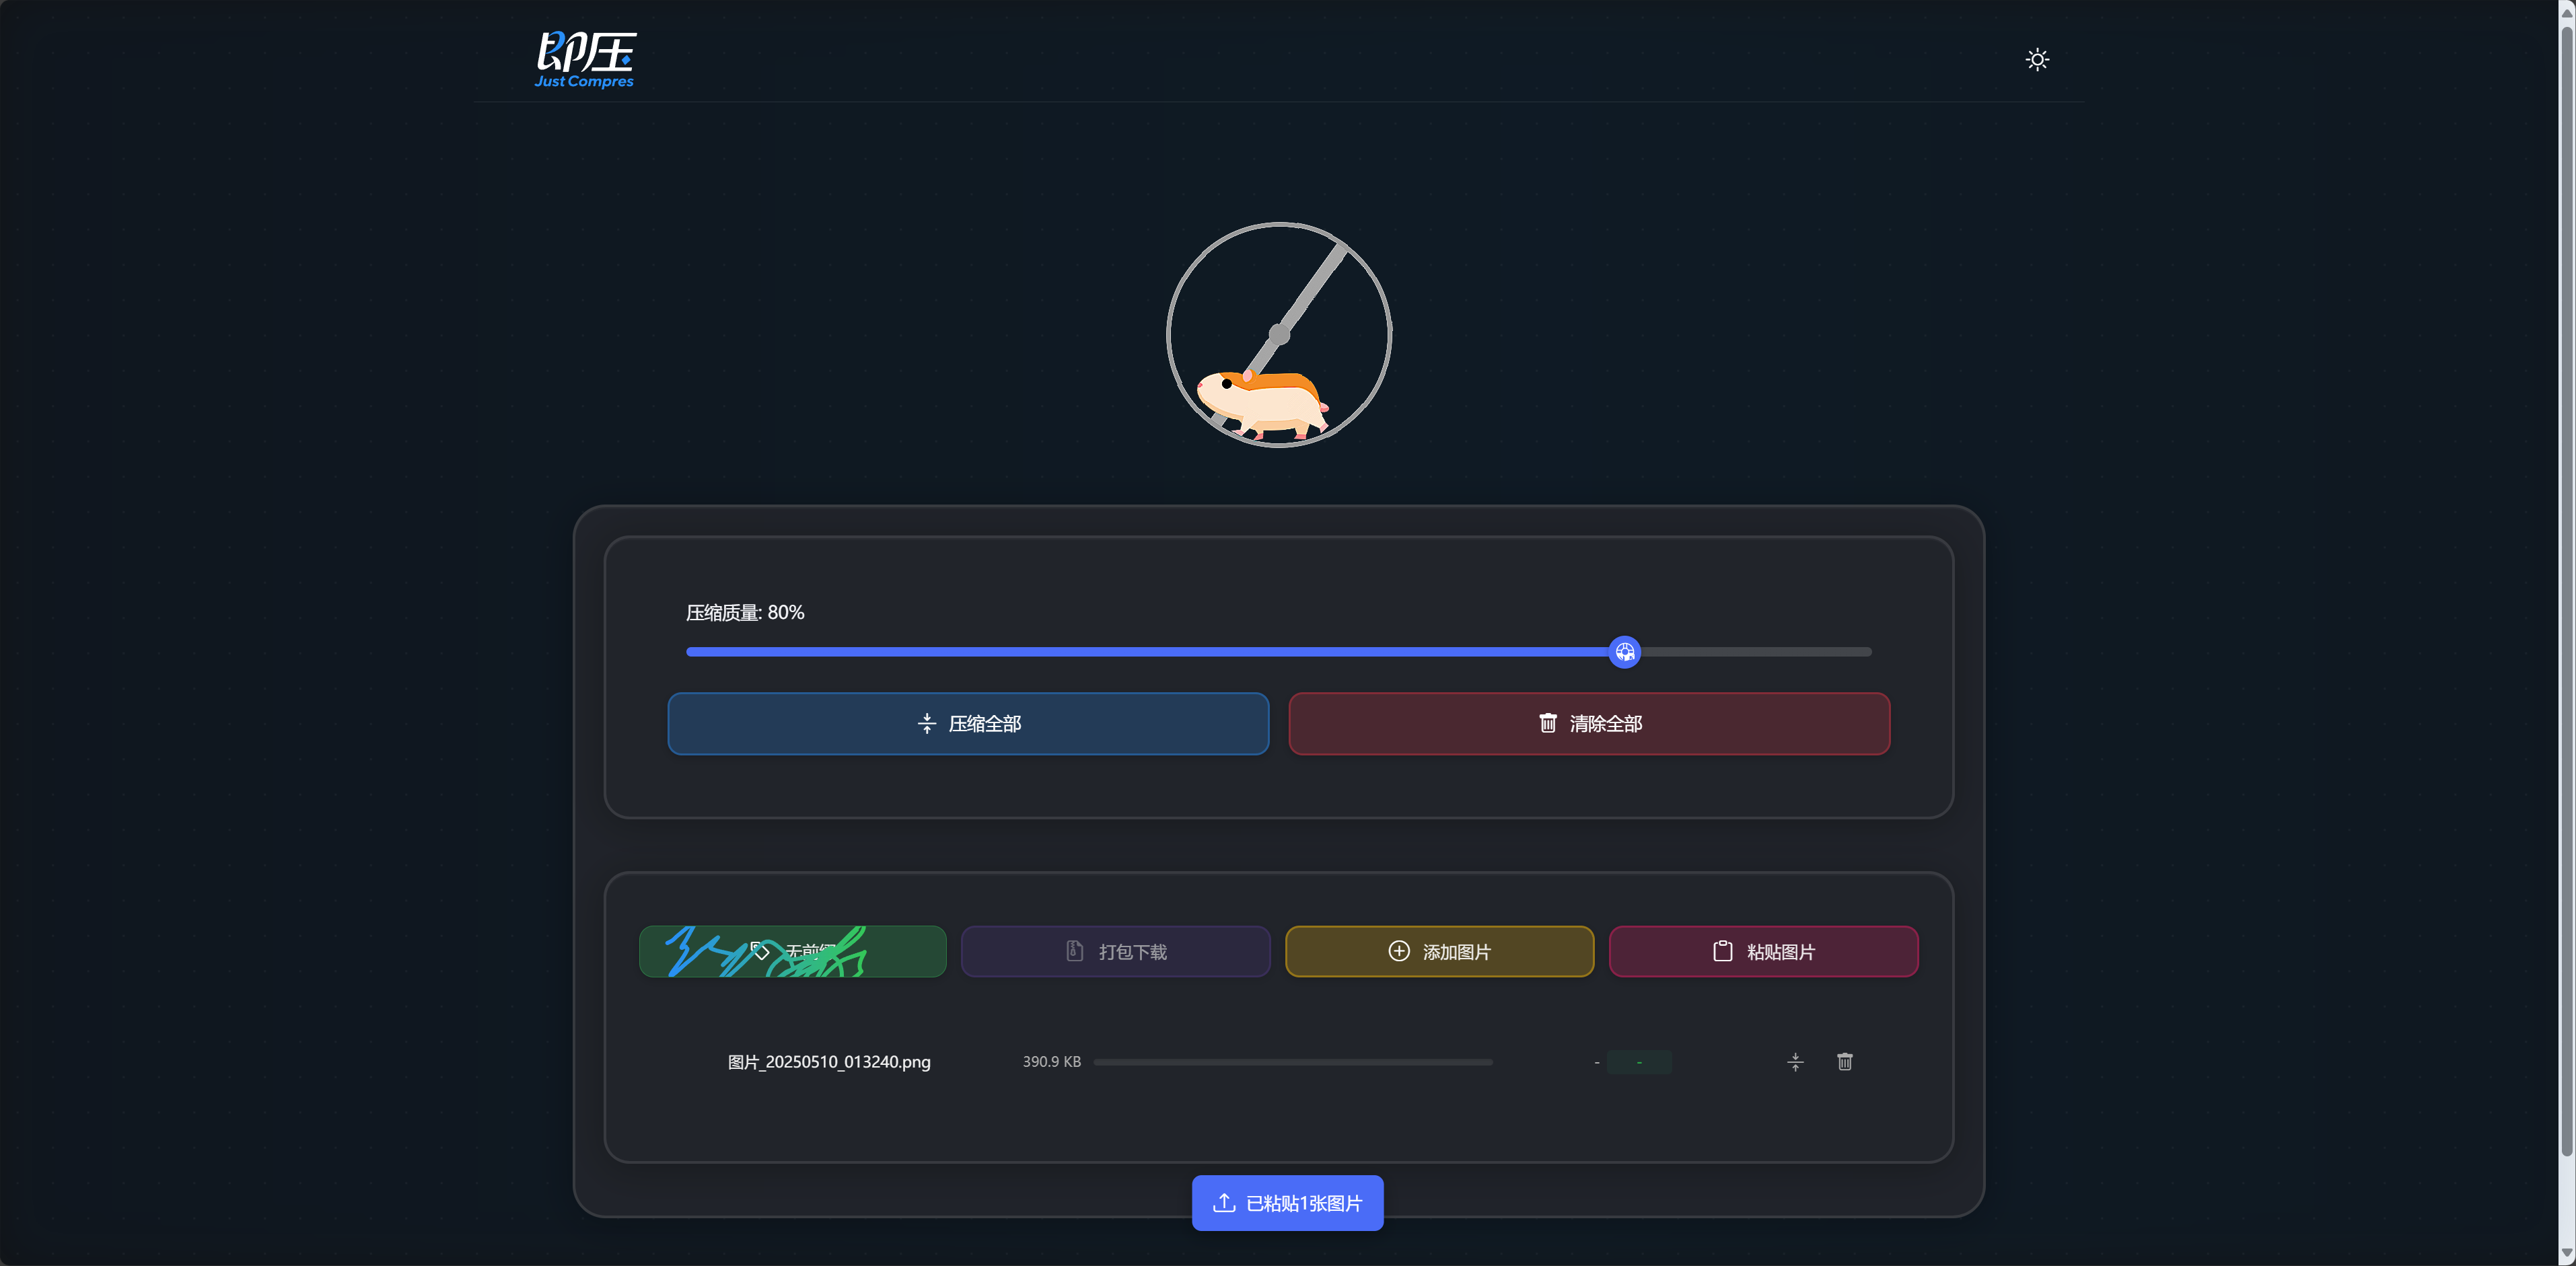 即压
Just Compres
压缩质量: 80%
压缩全部
清除全部
无前缀
打包下载
添加图片
粘贴图片
图片_20250510_013240.png
390.9 KB
-
-
已粘贴1张图片